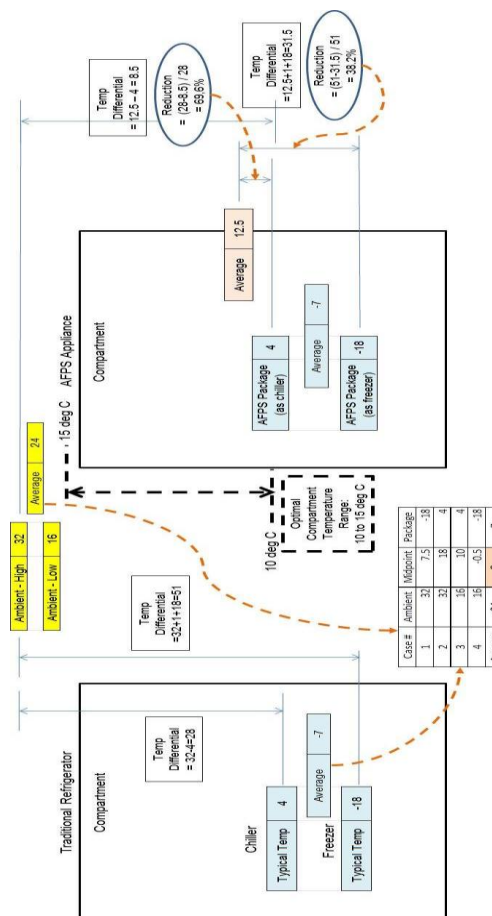 Traditional Refrigerator
Compartment
Temp
Differential
= 32-4=28
Chiller
Typical Temp 4
Average -7
Freezer
Typical Temp -18
Temp
Differential
=32+1+18=51
Ambient - High 32
Average 24
Ambient - Low 16
15 deg C
10 deg C
Optimal
Compartment
Temperature
Range:
10 to 15 deg C
Case # Ambient Midpoint Package
1 32 7.5 -18
2 32 18 4
3 16 10 4
4 16 -0.5 -18
AFPS Appliance
Compartment
AFPS Package 4
(as chiller)
Average -7
AFPS Package -18
(as freezer)
Average 12.5
Temp
Differential
= 12.5 – 4 = 8.5
Reduction
= (28-8.5) / 28
= 69.6%
Temp
Differential
=12.5+1+18=31.5
Reduction
= (51-31.5) / 51
= 38.2%